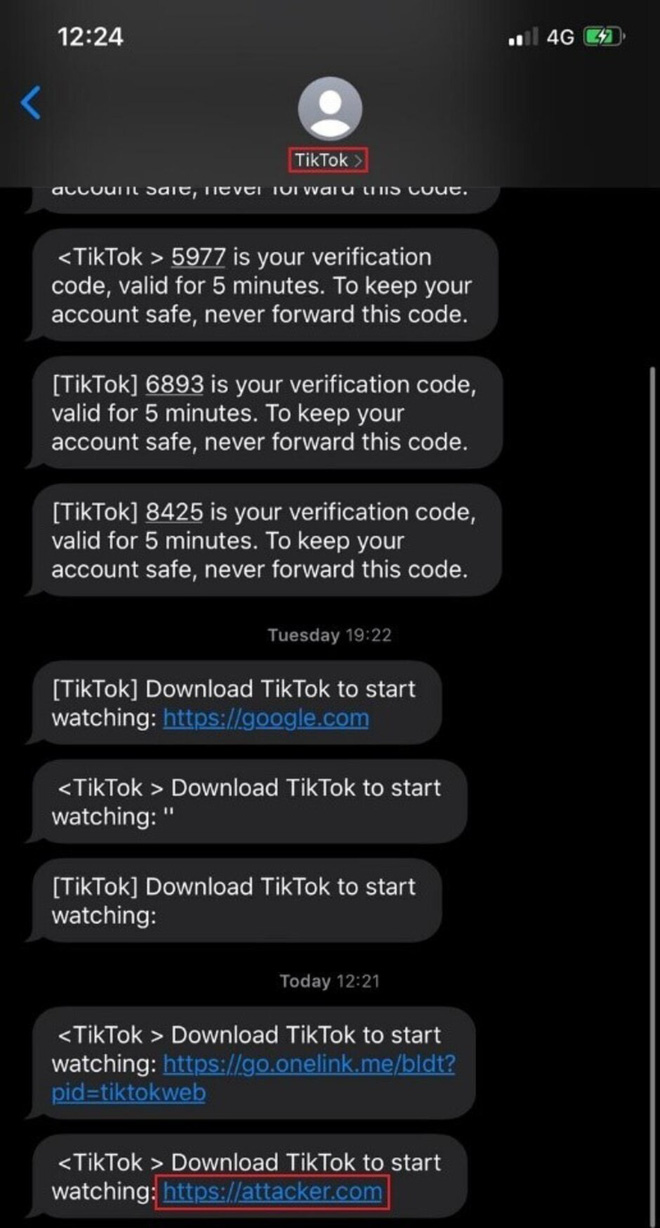 12:24
4G
TikTok >
account safe, never forward this code.
<TikTok > 5977 is your verification
code, valid for 5 minutes. To keep your
account safe, never forward this code.
[TikTok] 6893 is your verification code,
valid for 5 minutes. To keep your
account safe, never forward this code.
[TikTok] 8425 is your verification code,
valid for 5 minutes. To keep your
account safe, never forward this code.
Tuesday 19:22
[TikTok] Download TikTok to start
watching: https://google.com
<TikTok > Download TikTok to start
watching: ''
[TikTok] Download TikTok to start
watching:
Today 12:21
<TikTok > Download TikTok to start
watching: https://go.onelink.me/bIdt?
pid=tiktokweb
<TikTok > Download TikTok to start
watching: https://attacker.com